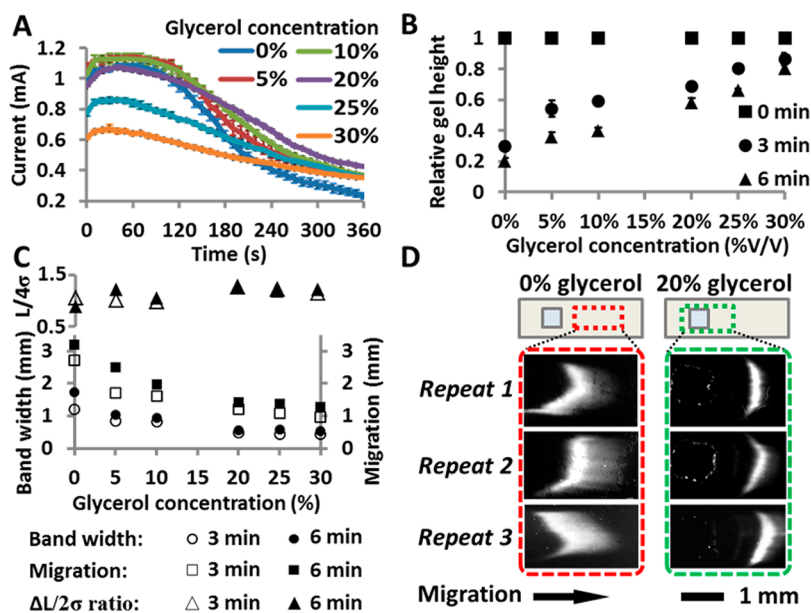 A
Glycerol concentration
0%
10%
5%
20%
25%
30%
Current (mA)
1.2
1
0.8
0.6
0.4
0.2
0 60 120 180 240 300 360
Time (s)
B
Relative gel height
1
0.8
0.6
0.4
0.2
0
0 min
3 min
6 min
0% 5% 10% 20% 25% 30%
Glycerol concentration (%V/V)
C
L/4σ
1.5
0.5
Band width (mm)
3
2
1
0
Migration (mm)
3
2
1
0
0 5 10 15 20 25 30
Glycerol concentration (%)
Band width: 3 min 6 min
Migration: 3 min 6 min
ΔL/2σ ratio: 3 min 6 min
D
0% glycerol 20% glycerol
Repeat 1
Repeat 2
Repeat 3
Migration 1 mm